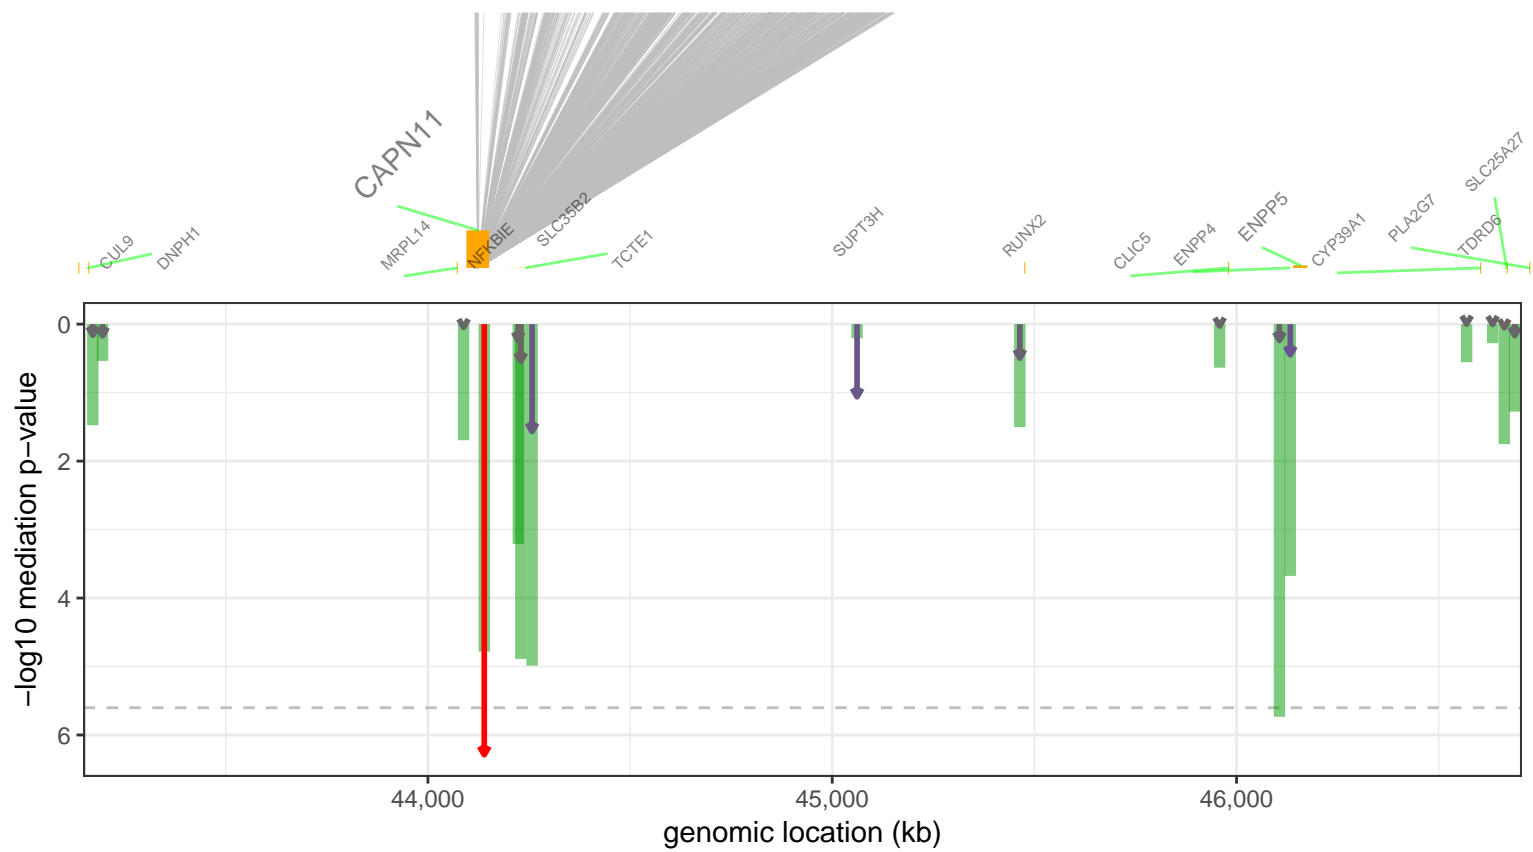 CAPN11
SLC25A27
CUL9
DNPH1
MRPL14
NFKBIE
SLC35B2
TCTE1
SUPT3H
RUNX2
CLIC5
ENPP4
ENPP5
CYP39A1
PLA2G7
TDRD6
0
2
4
6
−log10 mediation p−value
44,000
45,000
46,000
genomic location (kb)